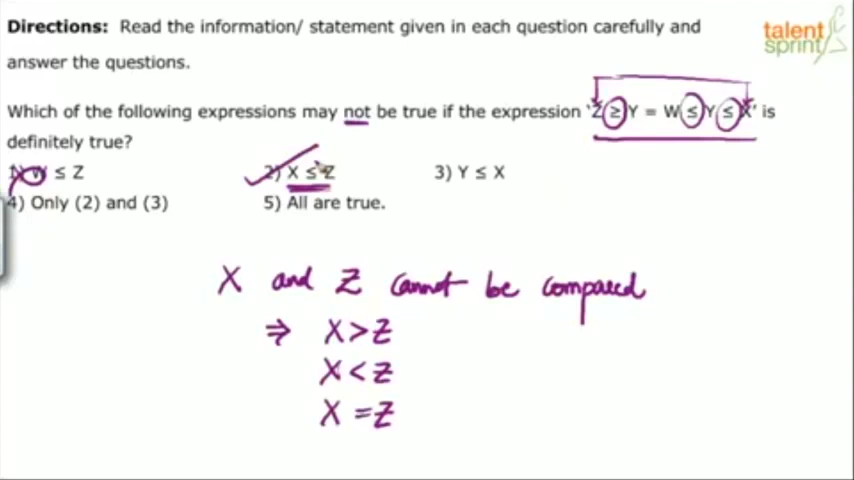 Directions: Read the information/ statement given in each question carefully and
answer the questions.
talent
sprint
Which of the following expressions may not be true if the expression 'Z ≥ Y = W ≤ Y ≤ X' is
definitely true?
1) W ≤ Z 2) X ≤ Z 3) Y ≤ X
4) Only (2) and (3) 5) All are true.
X and Z cannot be compared
⇒ X > Z
X < Z
X = Z